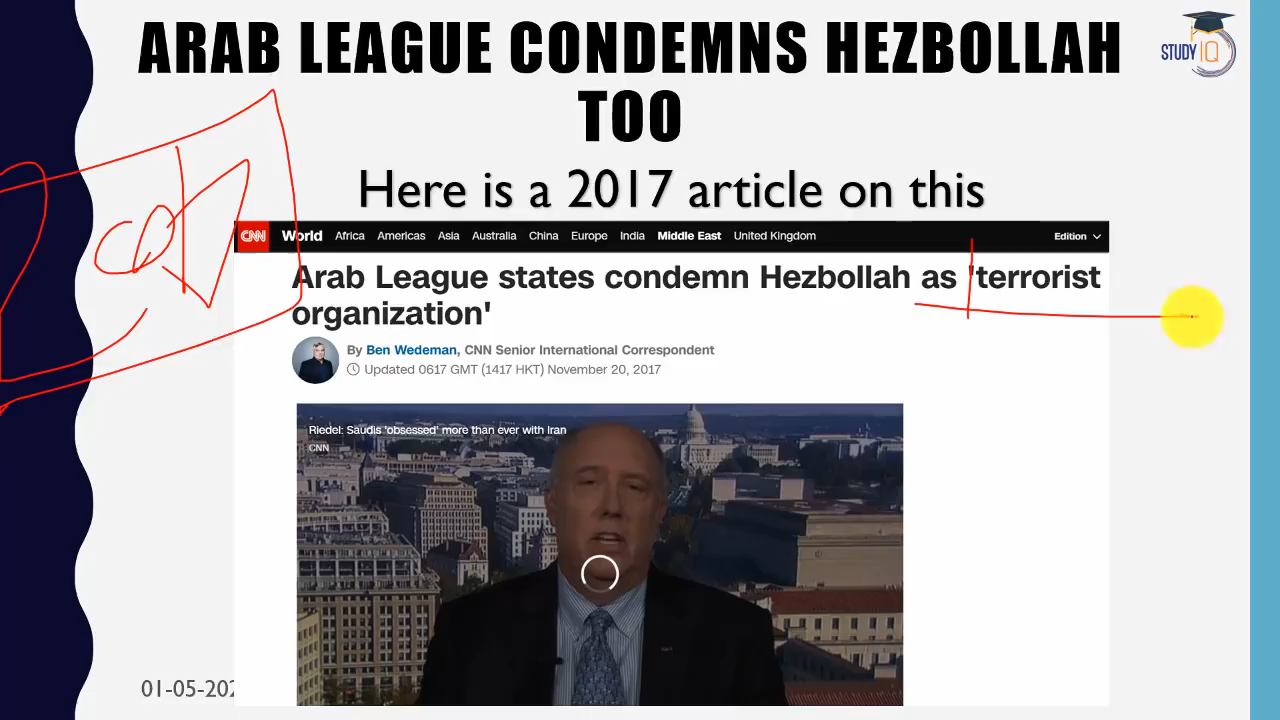 ARAB LEAGUE CONDEMNS HEZBOLLAH
TOO
STUDY IQ
Here is a 2017 article on this
CNN World Africa Americas Asia Australia China Europe India Middle East United Kingdom Edition
Arab League states condemn Hezbollah as 'terrorist
organization'
By Ben Wedeman, CNN Senior International Correspondent
Updated 0617 GMT (1417 HKT) November 20, 2017
Riedel: Saudis 'obsessed' more than ever with Iran
CNN
01-05-202